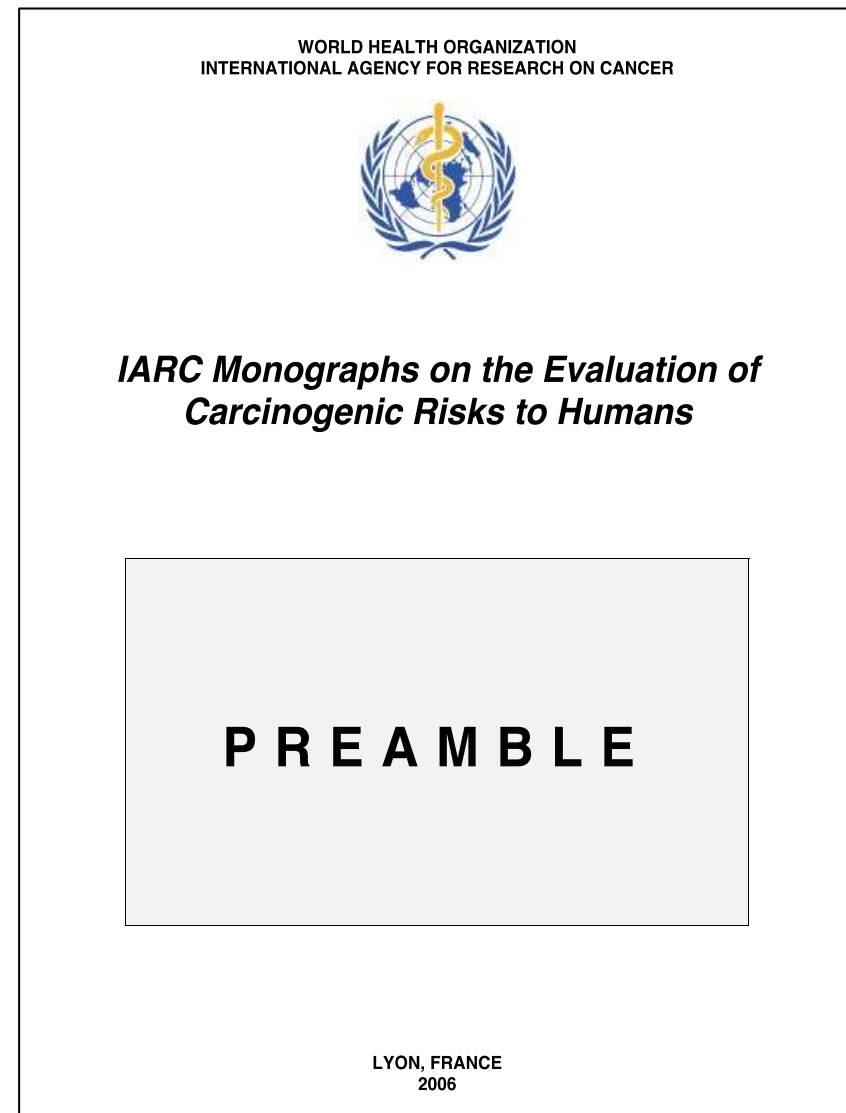 WORLD HEALTH ORGANIZATION
INTERNATIONAL AGENCY FOR RESEARCH ON CANCER
IARC Monographs on the Evaluation of
Carcinogenic Risks to Humans
P R E A M B L E
LYON, FRANCE
2006